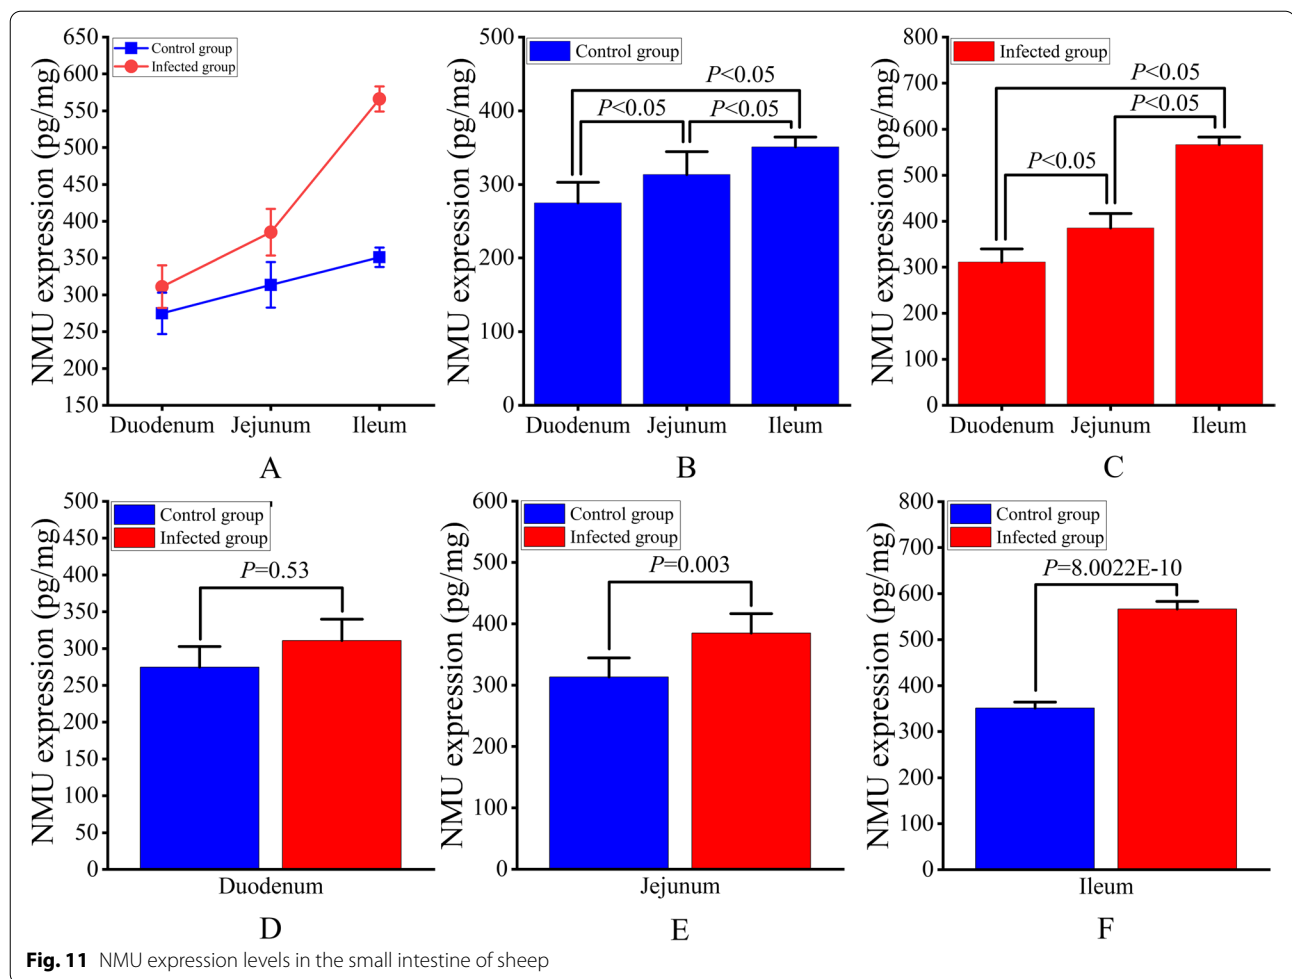 650
600
550
500
450
400
350
300
250
200
150
NMU expression (pg/mg)
Control group
Infected group
Duodenum Jejunum Ileum
A
500
400
300
200
100
0
NMU expression (pg/mg)
Control group
P<0.05
P<0.05 P<0.05
Duodenum Jejunum Ileum
B
800
700
600
500
400
300
200
100
0
NMU expression (pg/mg)
Infected group
P<0.05
P<0.05
P<0.05
Duodenum Jejunum Ileum
C
500
450
400
350
300
250
200
150
100
50
0
NMU expression (pg/mg)
Control group
Infected group
P=0.53
Duodenum
D
600
500
400
300
200
100
0
NMU expression (pg/mg)
Control group
Infected group
P=0.003
Jejunum
E
800
700
600
500
400
300
200
100
0
NMU expression (pg/mg)
Control group
Infected group
P=8.0022E-10
Ileum
F
Fig. 11 NMU expression levels in the small intestine of sheep